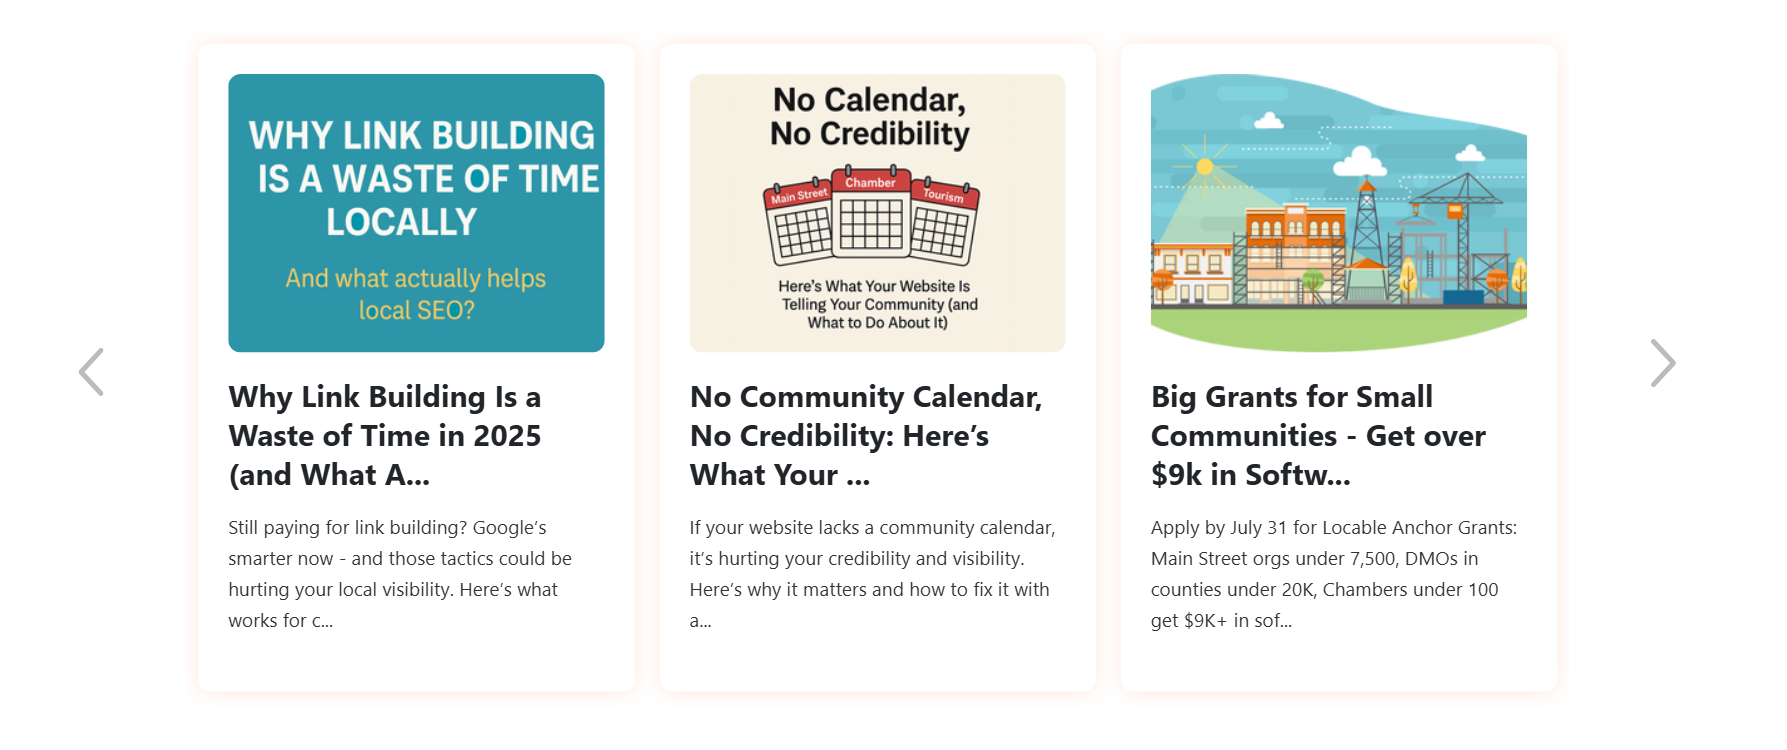 WHY LINK BUILDING
IS A WASTE OF TIME
LOCALLY
And what actually helps
local SEO?
Why Link Building Is a
Waste of Time in 2025
(and What A...
Still paying for link building? Google’s
smarter now - and those tactics could be
hurting your local visibility. Here’s what
works for c...
No Calendar,
No Credibility
Main Street
Chamber
Tourism
Here’s What Your Website Is
Telling Your Community (and
What to Do About It)
No Community Calendar,
No Credibility: Here’s
What Your ...
If your website lacks a community calendar,
it’s hurting your credibility and visibility.
Here’s why it matters and how to fix it with
a...
Big Grants for Small
Communities - Get over
$9k in Softw...
Apply by July 31 for Locable Anchor Grants:
Main Street orgs under 7,500, DMOs in
counties under 20K, Chambers under 100
get $9K+ in sof...